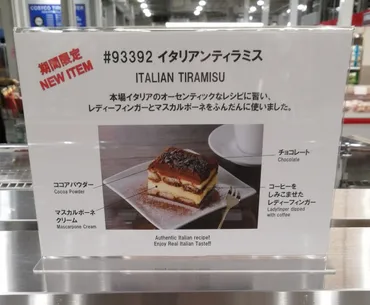 期間限定
NEW ITEM
#93392 イタリアンティラミス
ITALIAN TIRAMISU
本場イタリアのオーセンティックなレシピに習い、
レディーフィンガーとマスカルポーネをふんだんに使いました。
チョコレート
Chocolate
ココアパウダー
Cocoa Powder
コーヒーを
しみこませた
レディーフィンガー
Ladyfinger dipped
with coffee
マスカルポーネ
クリーム
Mascarpone Cream
Authentic Italian recipe!!
Enjoy Real Italian Taste!!